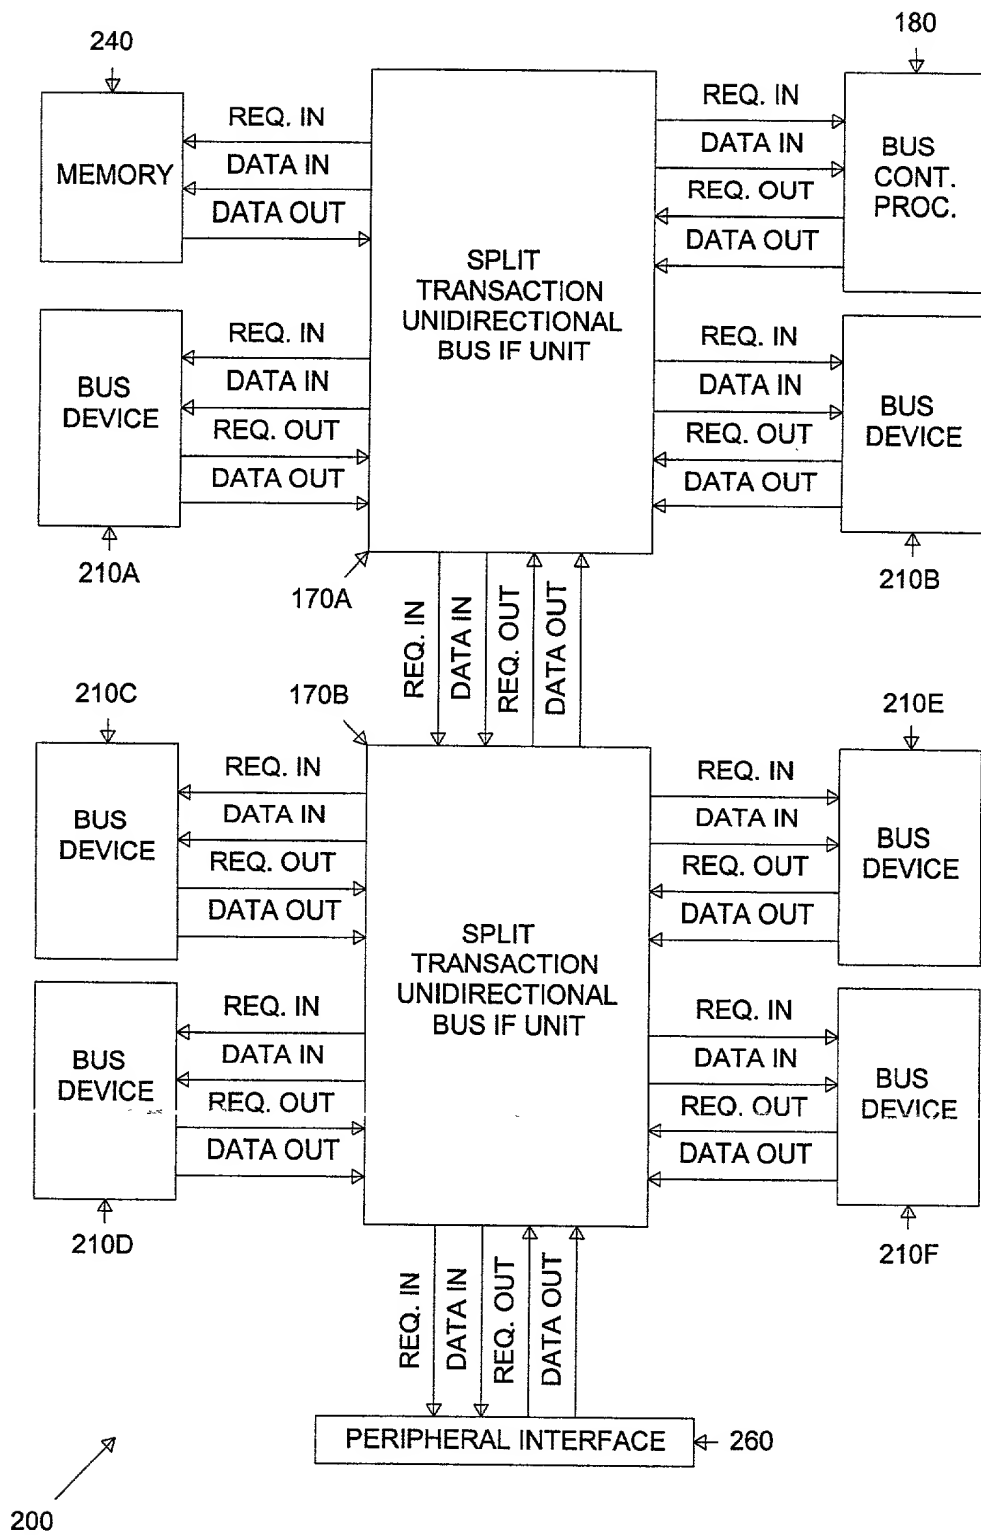 240
180
MEMORY
REQ. IN
DATA IN
DATA OUT
SPLIT
TRANSACTION
UNIDIRECTIONAL
BUS IF UNIT
REQ. IN
DATA IN
REQ. OUT
DATA OUT
BUS
CONT.
PROC.
BUS
DEVICE
REQ. IN
DATA IN
REQ. OUT
DATA OUT
REQ. IN
DATA IN
REQ. OUT
DATA OUT
BUS
DEVICE
210A
170A
210B
REQ. IN
DATA IN
REQ. OUT
DATA OUT
210C
170B
210E
BUS
DEVICE
REQ. IN
DATA IN
REQ. OUT
DATA OUT
SPLIT
TRANSACTION
UNIDIRECTIONAL
BUS IF UNIT
REQ. IN
DATA IN
REQ. OUT
DATA OUT
BUS
DEVICE
BUS
DEVICE
REQ. IN
DATA IN
REQ. OUT
DATA OUT
REQ. IN
DATA IN
REQ. OUT
DATA OUT
BUS
DEVICE
210D
210F
REQ. IN
DATA IN
REQ. OUT
DATA OUT
PERIPHERAL INTERFACE
260
200